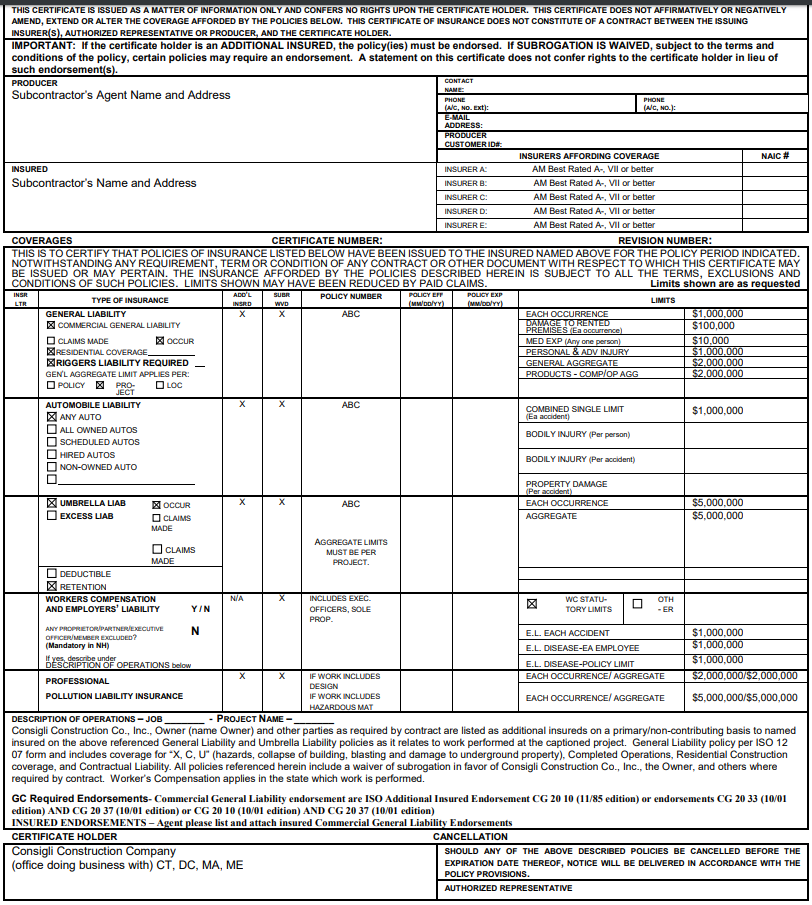 THIS CERTIFICATE IS ISSUED AS A MATTER OF INFORMATION ONLY AND CONFERS NO RIGHTS UPON THE CERTIFICATE HOLDER. THIS CERTIFICATE DOES NOT AFFIRMATIVELY OR NEGATIVELY
AMEND, EXTEND OR ALTER THE COVERAGE AFFORDED BY THE POLICIES BELOW. THIS CERTIFICATE OF INSURANCE DOES NOT CONSTITUTE OF A CONTRACT BETWEEN THE ISSUING
INSURER(S), AUTHORIZED REPRESENTATIVE OR PRODUCER, AND THE CERTIFICATE HOLDER.
IMPORTANT: If the certificate holder is an ADDITIONAL INSURED, the policy(ies) must be endorsed. If SUBROGATION IS WAIVED, subject to the terms and
conditions of the policy, certain policies may require an endorsement. A statement on this certificate does not confer rights to the certificate holder in lieu of
such endorsement(s).
PRODUCER
Subcontractor's Agent Name and Address
CONTACT
NAME:
PHONE
(A/C, NO. Ext):
PHONE
(A/C, NO.):
E-MAIL
ADDRESS:
PRODUCER
CUSTOMER ID#:
INSURERS AFFORDING COVERAGE NAIC #
INSURED
Subcontractor's Name and Address
INSURER A: AM Best Rated A-, VII or better
INSURER B: AM Best Rated A-, VII or better
INSURER C: AM Best Rated A-, VII or better
INSURER D: AM Best Rated A-, VII or better
INSURER E: AM Best Rated A-, VII or better
COVERAGES CERTIFICATE NUMBER: REVISION NUMBER:
THIS IS TO CERTIFY THAT POLICIES OF INSURANCE LISTED BELOW HAVE BEEN ISSUED TO THE INSURED NAMED ABOVE FOR THE POLICY PERIOD INDICATED.
NOTWITHSTANDING ANY REQUIREMENT, TERM OR CONDITION OF ANY CONTRACT OR OTHER DOCUMENT WITH RESPECT TO WHICH THIS CERTIFICATE MAY
BE ISSUED OR MAY PERTAIN. THE INSURANCE AFFORDED BY THE POLICIES DESCRIBED HEREIN IS SUBJECT TO ALL THE TERMS, EXCLUSIONS AND
CONDITIONS OF SUCH POLICIES. LIMITS SHOWN MAY HAVE BEEN REDUCED BY PAID CLAIMS. Limits shown are as requested
INSR
LTR
TYPE OF INSURANCE
ADD'L
INSRD
SUBR
WVD
POLICY NUMBER
POLICY EFF
(MM/DD/YY)
POLICY EXP
(MM/DD/YY)
LIMITS
GENERAL LIABILITY X X ABC
☒ COMMERCIAL GENERAL LIABILITY
☐ CLAIMS MADE ☒ OCCUR
☒RESIDENTIAL COVERAGE__________
☒RIGGERS LIABILITY REQUIRED __
GEN'L AGGREGATE LIMIT APPLIES PER:
☐ POLICY ☒ PRO-
JECT
☐ LOC
EACH OCCURRENCE $1,000,000
DAMAGE TO RENTED
PREMISES (Ea occurrence)
$100,000
MED EXP (Any one person) $10,000
PERSONAL & ADV INJURY $1,000,000
GENERAL AGGREGATE $2,000,000
PRODUCTS - COMP/OP AGG $2,000,000
AUTOMOBILE LIABILITY X X ABC
☒ ANY AUTO
☐ ALL OWNED AUTOS
☐ SCHEDULED AUTOS
☐ HIRED AUTOS
☐ NON-OWNED AUTO
☐ ____________________
COMBINED SINGLE LIMIT
(Ea accident)
$1,000,000
BODILY INJURY (Per person)
BODILY INJURY (Per accident)
PROPERTY DAMAGE
(Per accident)
☒ UMBRELLA LIAB ☒ OCCUR X X ABC
☐ EXCESS LIAB ☐ CLAIMS
MADE
☐ CLAIMS
MADE
☐ DEDUCTIBLE
☒ RETENTION
AGGREGATE LIMITS
MUST BE PER
PROJECT.
EACH OCCURRENCE $5,000,000
AGGREGATE $5,000,000
WORKERS COMPENSATION
AND EMPLOYERS' LIABILITY Y / N
ANY PROPRIETOR/PARTNER/EXECUTIVE
OFFICER/MEMBER EXCLUDED?
(Mandatory in NH)
N
If yes, describe under
DESCRIPTION OF OPERATIONS below
N/A X
INCLUDES EXEC.
OFFICERS, SOLE
PROP.
☒ WC STATU-
TORY LIMITS
☐ OTH
- ER
E.L. EACH ACCIDENT $1,000,000
E.L. DISEASE-EA EMPLOYEE $1,000,000
E.L. DISEASE-POLICY LIMIT $1,000,000
PROFESSIONAL
POLLUTION LIABILITY INSURANCE
X X
IF WORK INCLUDES
DESIGN
IF WORK INCLUDES
HAZARDOUS MAT
EACH OCCURRENCE/ AGGREGATE $2,000,000/$2,000,000
EACH OCCURRENCE/ AGGREGATE $5,000,000/$5,000,000
DESCRIPTION OF OPERATIONS – JOB _______ - PROJECT NAME – _______
Consigli Construction Co., Inc., Owner (name Owner) and other parties as required by contract are listed as additional insureds on a primary/non-contributing basis to named
insured on the above referenced General Liability and Umbrella Liability policies as it relates to work performed at the captioned project. General Liability policy per ISO 12
07 form and includes coverage for "X, C, U" (hazards, collapse of building, blasting and damage to underground property), Completed Operations, Residential Construction
coverage, and Contractual Liability. All policies referenced herein include a waiver of subrogation in favor of Consigli Construction Co., Inc., the Owner, and others where
required by contract. Worker's Compensation applies in the state which work is performed.
GC Required Endorsements- Commercial General Liability endorsement are ISO Additional Insured Endorsement CG 20 10 (11/85 edition) or endorsements CG 20 33 (10/01
edition) AND CG 20 37 (10/01 edition) or CG 20 10 (10/01 edition) AND CG 20 37 (10/01 edition)
INSURED ENDORSEMENTS – Agent please list and attach insured Commercial General Liability Endorsements
CERTIFICATE HOLDER CANCELLATION
Consigli Construction Company
(office doing business with) CT, DC, MA, ME
SHOULD ANY OF THE ABOVE DESCRIBED POLICIES BE CANCELLED BEFORE THE
EXPIRATION DATE THEREOF, NOTICE WILL BE DELIVERED IN ACCORDANCE WITH THE
POLICY PROVISIONS.
AUTHORIZED REPRESENTATIVE